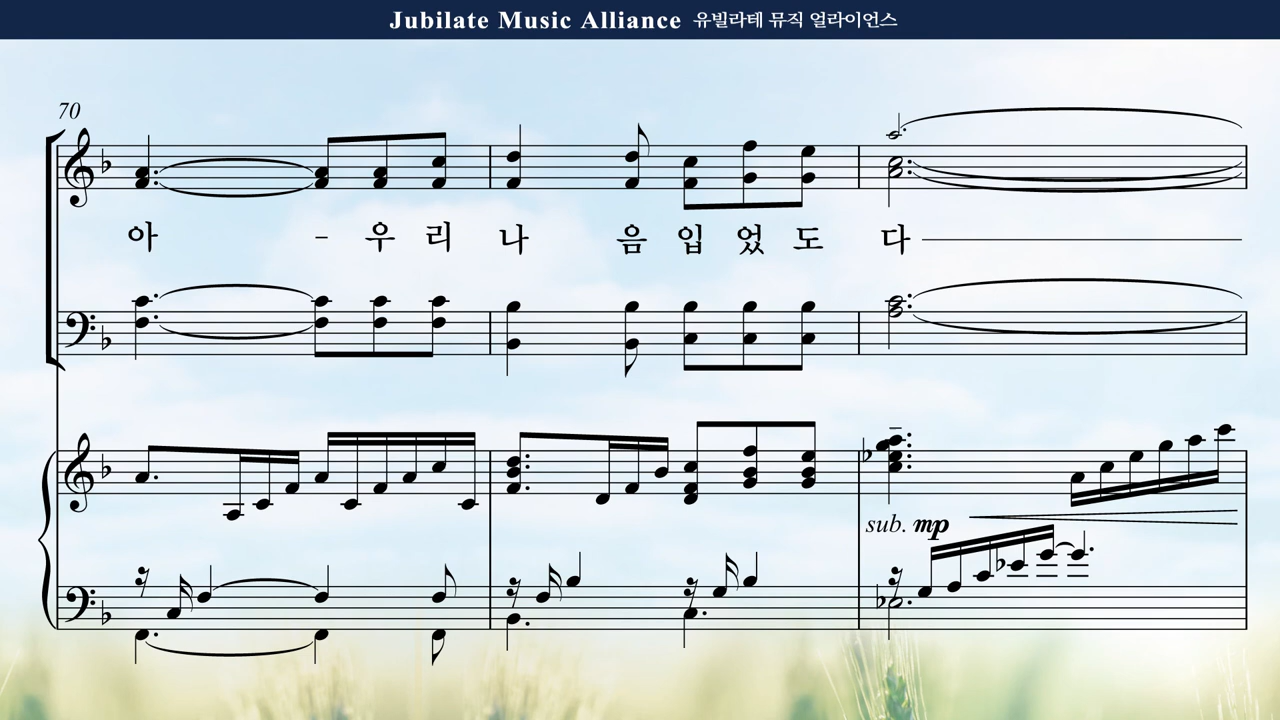 Jubilate Music Alliance 유빌라테 뮤직 얼라이언스
70
아 - 우 리 나 음 입 었 도 다
sub. mp